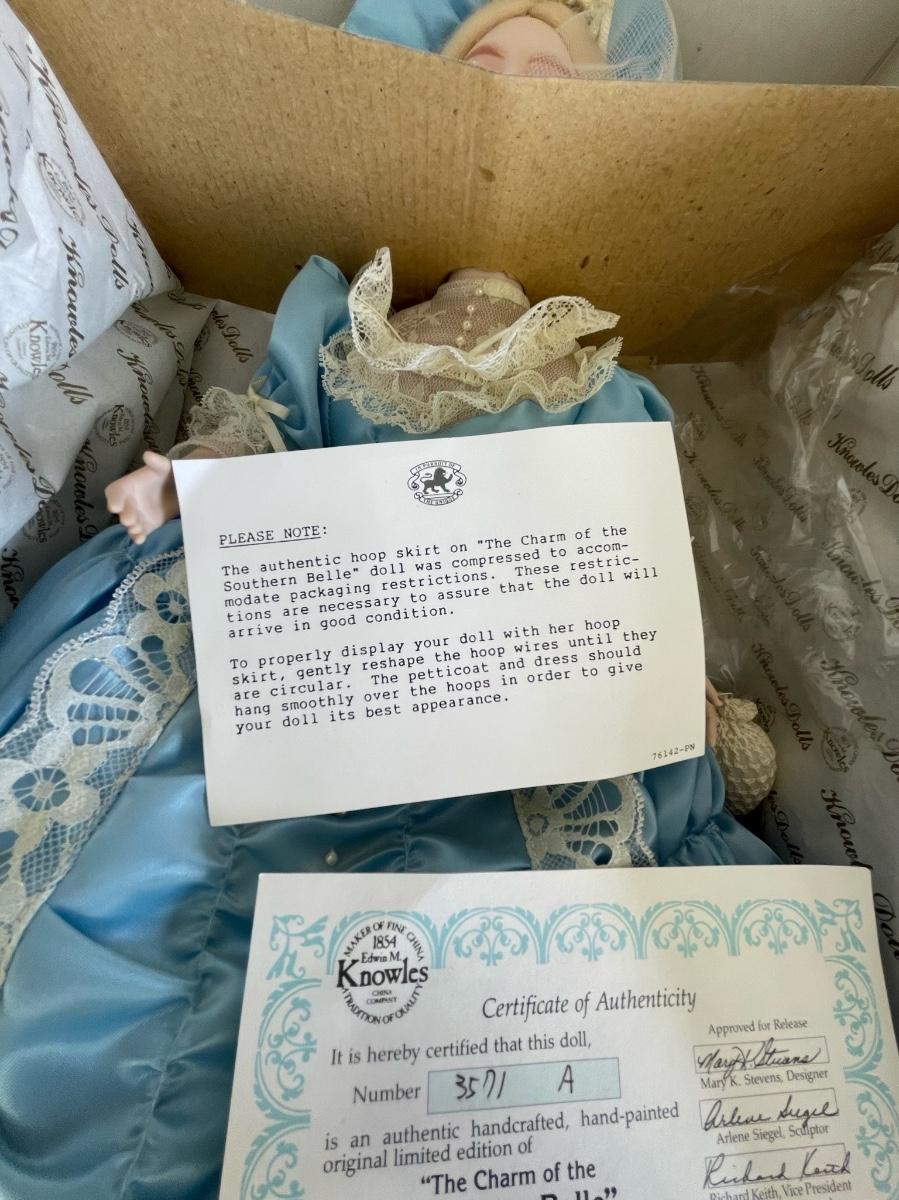 Knowles Dolls
IN PURSUIT OF
THE UNIQUE
PLEASE NOTE:
The authentic hoop skirt on "The Charm of the
Southern Belle" doll was compressed to accom-
modate packaging restrictions. These restric-
tions are necessary to assure that the doll will
arrive in good condition.
To properly display your doll with her hoop
skirt, gently reshape the hoop wires until they
are circular. The petticoat and dress should
hang smoothly over the hoops in order to give
your doll its best appearance.
76142-PN
MAKER OF FINE CHINA
1854
Edwin M.
Knowles
CHINA
COMPANY
A TRADITION OF QUALITY
Certificate of Authenticity
It is hereby certified that this doll,
Number 3571 A
is an authentic handcrafted, hand-painted
original limited edition of
"The Charm of the
Belle"
Approved for Release
Mary K. Stevens, Designer
Arlene Siegel
Arlene Siegel, Sculptor
Richard Keith
Richard Keith, Vice President